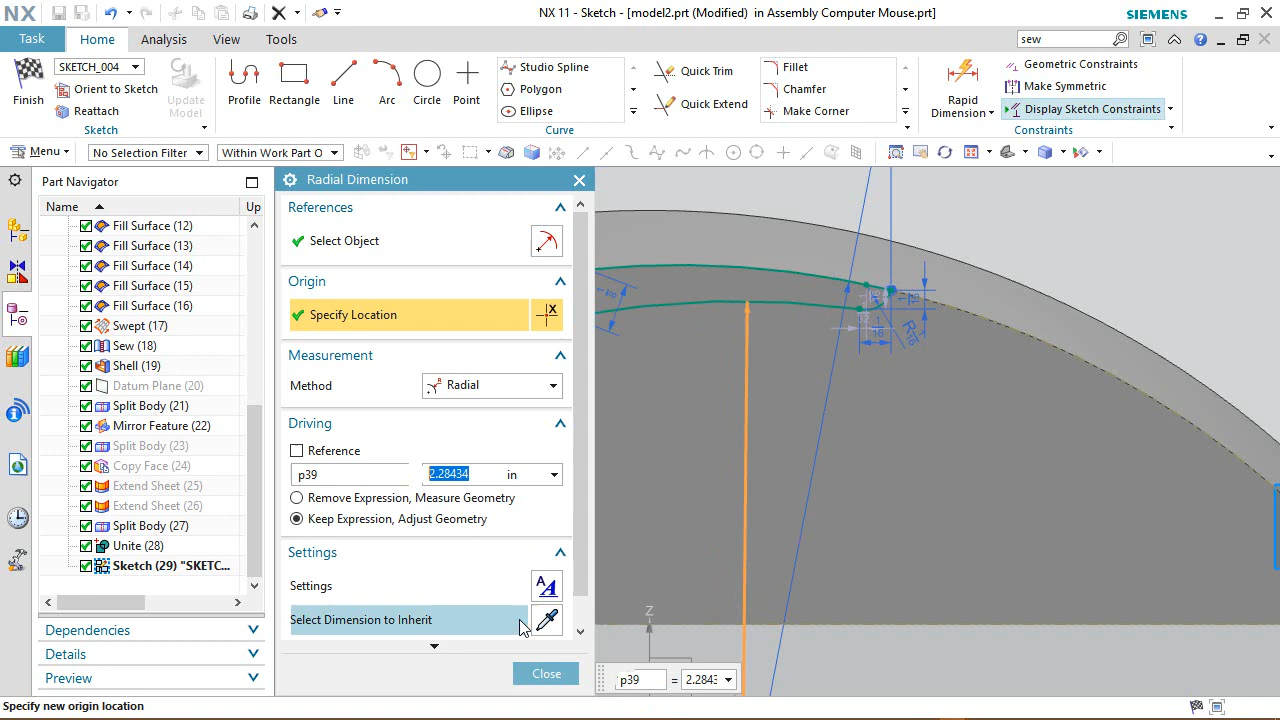 NX
NX 11 - Sketch - [model2.prt (Modified) in Assembly Computer Mouse.prt]
SIEMENS
Task
Home
Analysis
View
Tools
sew
SKETCH_004
Orient to Sketch
Reattach
Finish
Update
Model
Profile
Rectangle
Line
Arc
Circle
Point
Studio Spline
Polygon
Ellipse
Quick Trim
Quick Extend
Fillet
Chamfer
Make Corner
Rapid
Dimension
Geometric Constraints
Make Symmetric
Display Sketch Constraints
Sketch
Curve
Constraints
Menu
No Selection Filter
Within Work Part O
Part Navigator
Name
Up
Fill Surface (12)
Fill Surface (13)
Fill Surface (14)
Fill Surface (15)
Fill Surface (16)
Swept (17)
Sew (18)
Shell (19)
Datum Plane (20)
Split Body (21)
Mirror Feature (22)
Split Body (23)
Copy Face (24)
Extend Sheet (25)
Extend Sheet (26)
Split Body (27)
Unite (28)
Sketch (29) "SKETC...
Dependencies
Details
Preview
Radial Dimension
References
Select Object
Origin
Specify Location
Measurement
Method
Radial
Driving
Reference
p39
2.28434
in
Remove Expression, Measure Geometry
Keep Expression, Adjust Geometry
Settings
Settings
Select Dimension to Inherit
Close
Z
p39
=
2.2843
Specify new origin location